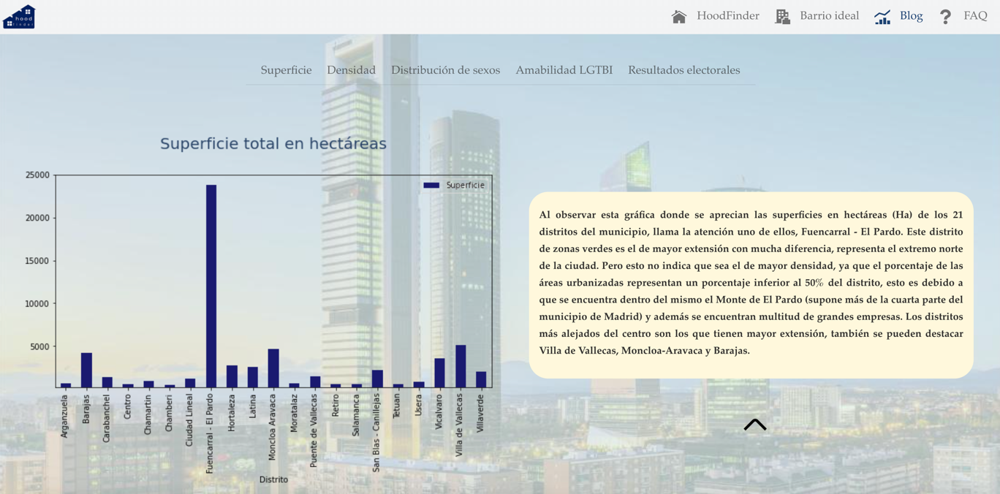 hood
finder
HoodFinder
Barrio ideal
Blog
FAQ
Superficie
Densidad
Distribución de sexos
Amabilidad LGTBI
Resultados electorales
Superficie total en hectáreas
25000
20000
15000
10000
5000
Superficie
Arganzuela
Barajas
Carabanchel
Centro
Chamartin
Chamberi
Ciudad Lineal
Fuencarral - El Pardo
Hortaleza
Latina
Moncloa Aravaca
Moratalaz
Puente de Vallecas
Retiro
Salamanca
San Blas - Canillejas
Tetuan
Usera
Vicalvaro
Villa de Vallecas
Villaverde
Distrito
Al observar esta gráfica donde se aprecian las superficies en hectáreas (Ha) de los 21
distritos del municipio, llama la atención uno de ellos, Fuencarral - El Pardo. Este distrito
de zonas verdes es el de mayor extensión con mucha diferencia, representa el extremo norte
de la ciudad. Pero esto no indica que sea el de mayor densidad, ya que el porcentaje de las
áreas urbanizadas representan un porcentaje inferior al 50% del distrito, esto es debido a
que se encuentra dentro del mismo el Monte de El Pardo (supone más de la cuarta parte del
municipio de Madrid) y además se encuentran multitud de grandes empresas. Los distritos
más alejados del centro son los que tienen mayor extensión, también se pueden destacar
Villa de Vallecas, Moncloa-Aravaca y Barajas.